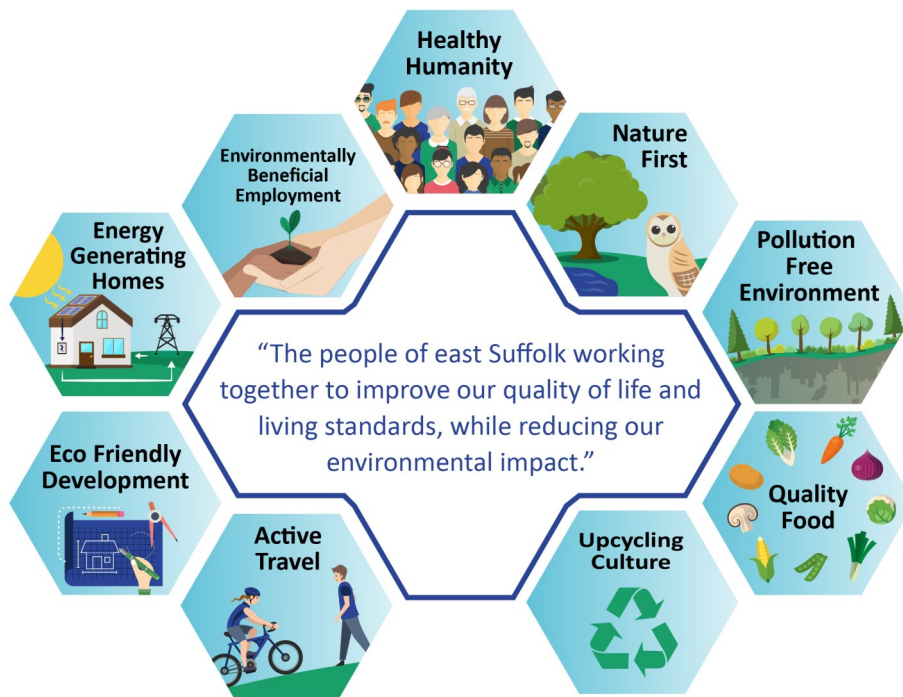 Healthy
Humanity
Environmentally
Beneficial
Employment
Nature
First
Energy
Generating
Homes
Pollution
Free
Environment
“The people of east Suffolk working
together to improve our quality of life and
living standards, while reducing our
environmental impact.”
Eco Friendly
Development
Quality
Food
Active
Travel
Upcycling
Culture